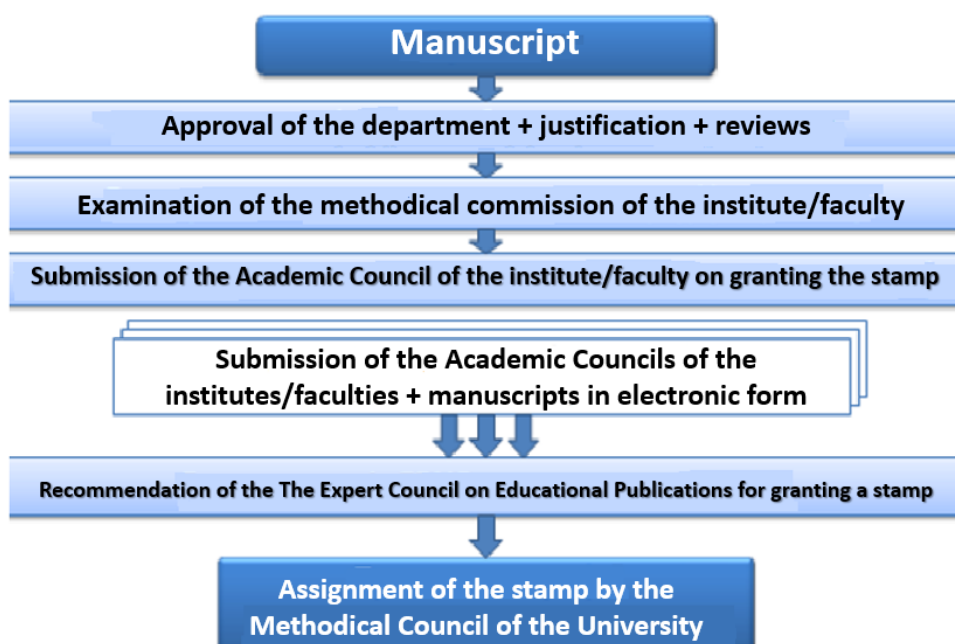 Manuscript
Approval of the department + justification + reviews
Examination of the methodical commission of the institute/faculty
Submission of the Academic Council of the institute/faculty on granting the stamp
Submission of the Academic Councils of the
institutes/faculties + manuscripts in electronic form
Recommendation of the The Expert Council on Educational Publications for granting a stamp
Assignment of the stamp by the
Methodical Council of the University